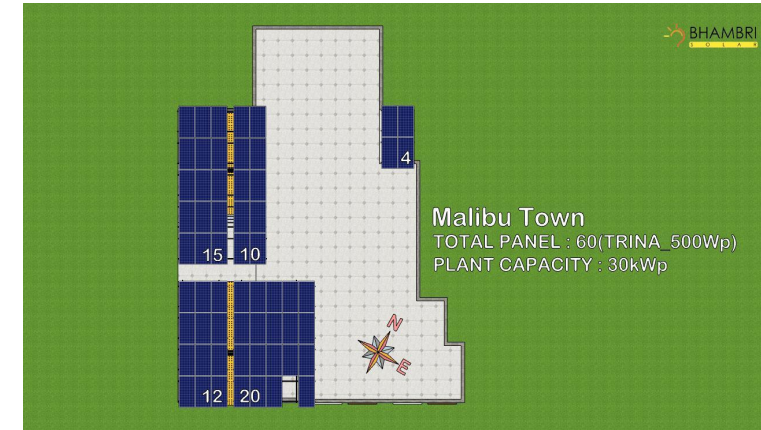 BHAMBRI
SOLAR
4
Malibu Town
TOTAL PANEL : 60(TRINA_500Wp)
PLANT CAPACITY : 30kWp
15 10
N
E
12 20